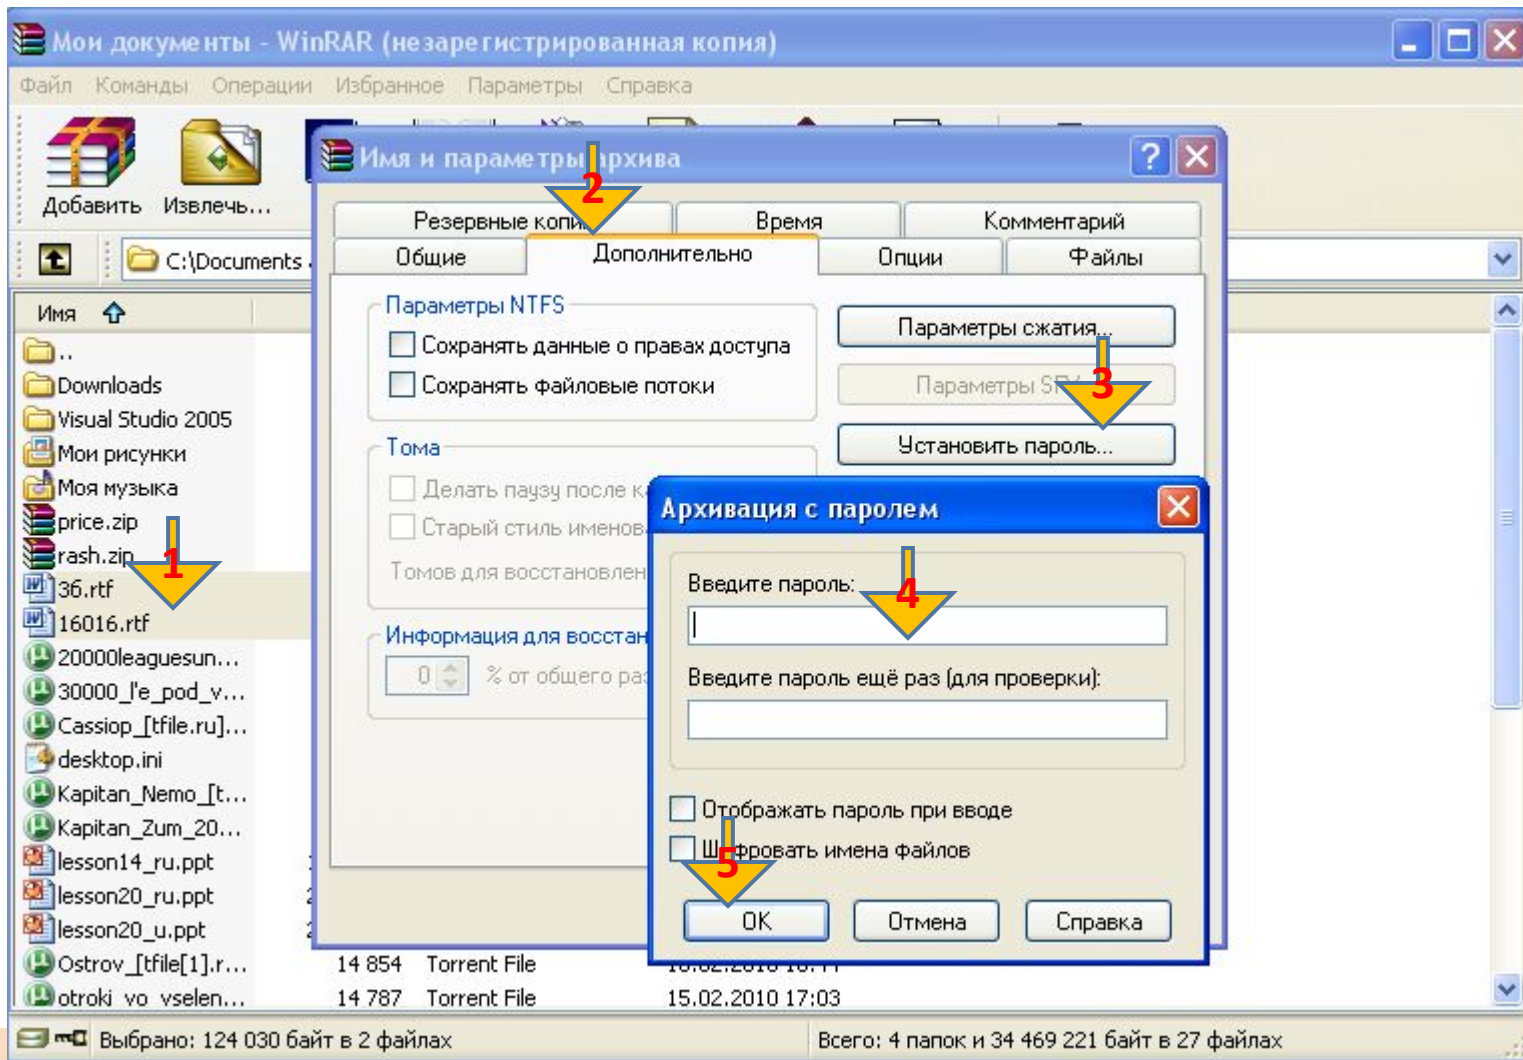 Мои документы - WinRAR (незарегистрированная копия)
Файл Команды Операции Избранное Параметры Справка
Добавить Извлечь...
C:\Documents
Имя
..
Downloads
Visual Studio 2005
Мои рисунки
Моя музыка
price.zip
rash.zip
1
36.rtf
16016.rtf
20000leaguesun...
30000_l'e_pod_v...
Cassiop_[tfile.ru]...
desktop.ini
Kapitan_Nemo_[t...
Kapitan_Zum_20...
lesson14_ru.ppt
lesson20_ru.ppt
lesson20_u.ppt
Ostrov_[tfile[1].r... 14 854 Torrent File
otroki_vo_vselen... 14 787 Torrent File 15.02.2010 17:03
Имя и параметры архива
2
Резервные копии Время Комментарий
Общие Дополнительно Опции Файлы
Параметры NTFS
Сохранять данные о правах доступа
Сохранять файловые потоки
Параметры сжатия...
3
Параметры SFX
Установить пароль...
Тома
Делать паузу после
Старый стиль
Томов для
Информация для
0 % от общего
Архивация с паролем
Введите пароль:
4
Введите пароль ещё раз (для проверки):
Отображать пароль при вводе
Шифровать имена файлов
5
OK Отмена Справка
Выбрано: 124 030 байт в 2 файлах
Всего: 4 папок и 34 469 221 байт в 27 файлах